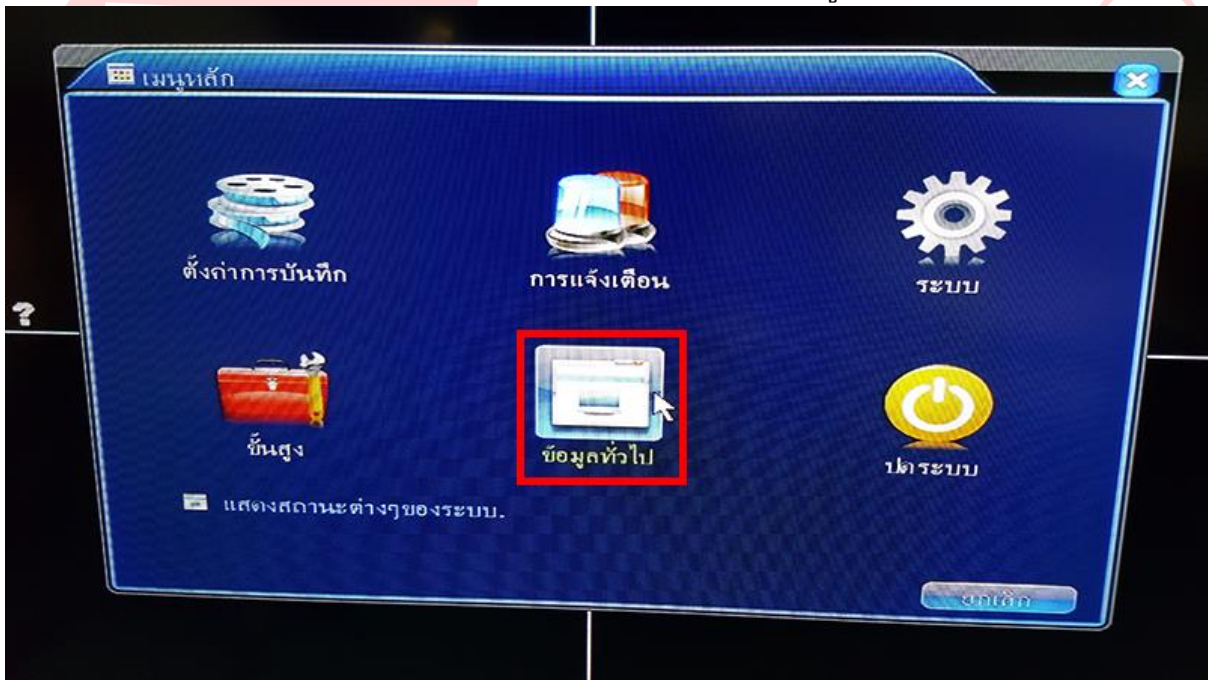 เมนูหลัก
ตั้งค่าการบันทึก
การแจ้งเตือน
ระบบ
ขั้นสูง
ข้อมูลทั่วไป
ปิดระบบ
แสดงสถานะต่างๆของระบบ.
ยกเลิก
?